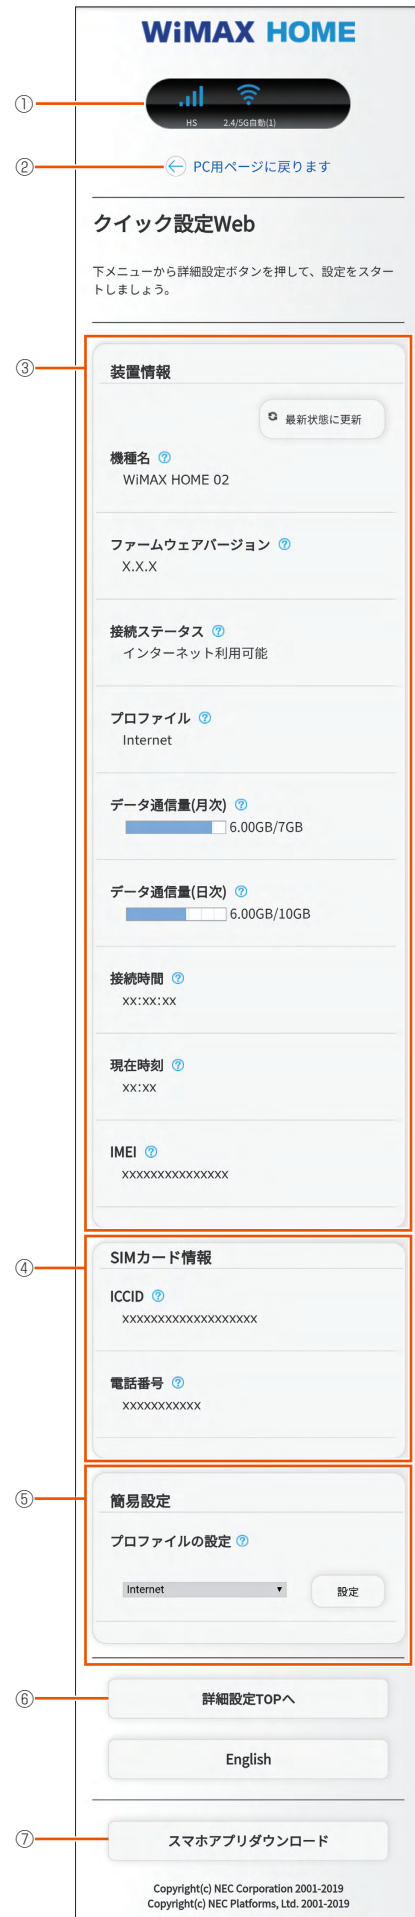 WiMAX HOME
①
HS 2.4/5G自動(1)
② PC用ページに戻ります
クイック設定Web
下メニューから詳細設定ボタンを押して、設定をスター
トしましょう。
③
装置情報
最新状態に更新
機種名 ?
WiMAX HOME 02
ファームウェアバージョン ?
X.X.X
接続ステータス ?
インターネット利用可能
プロファイル ?
Internet
データ通信量(月次) ?
6.00GB/7GB
データ通信量(日次) ?
6.00GB/10GB
接続時間 ?
xx:xx:xx
現在時刻 ?
xx:xx
IMEI ?
xxxxxxxxxxxxxxx
SIMカード情報
④
ICCID ?
xxxxxxxxxxxxxxxxxxx
電話番号 ?
xxxxxxxxxxx
⑤ 簡易設定
プロファイルの設定 ?
Internet ▼ 設定
⑥ 詳細設定TOPへ
English
⑦ スマホアプリダウンロード
Copyright(c) NEC Corporation 2001-2019
Copyright(c) NEC Platforms, Ltd. 2001-2019